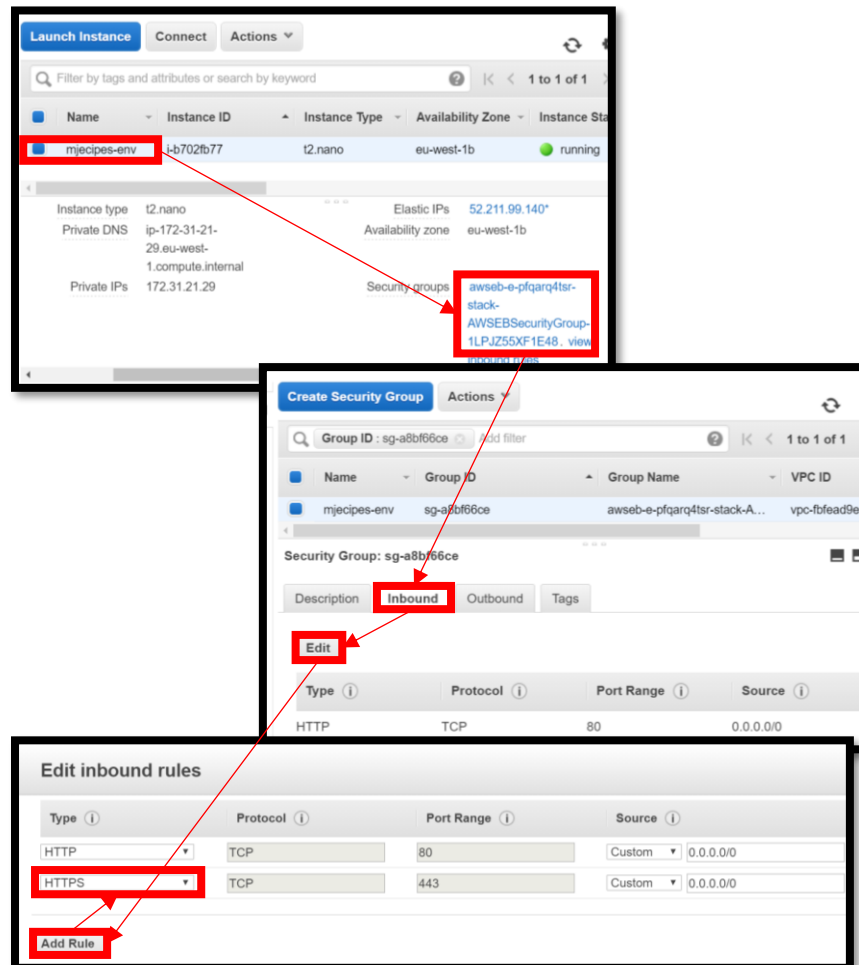 Launch Instance Connect Actions
Filter by tags and attributes or search by keyword 1 to 1 of 1
Name Instance ID Instance Type Availability Zone Instance Sta
mjecipes-env i-b702fb77 t2.nano eu-west-1b running
Instance type t2.nano Elastic IPs 52.211.99.140*
Private DNS ip-172-31-21- Availability zone eu-west-1b
29.eu-west-
1.compute.internal
Private IPs 172.31.21.29 Security groups awseb-e-pfqarq4tsr-
stack-
AWSEBSecurityGroup-
1LPJZ55XF1E48. view
inbound rules
Create Security Group Actions
Group ID : sg-a8bf66ce Add filter 1 to 1 of 1
Name Group ID Group Name VPC ID
mjecipes-env sg-a8bf66ce awseb-e-pfqarq4tsr-stack-A... vpc-fbfead9e
Security Group: sg-a8bf66ce
Description Inbound Outbound Tags
Edit
Type Protocol Port Range Source
HTTP TCP 80 0.0.0.0/0
Edit inbound rules
Type Protocol Port Range Source
HTTP TCP 80 Custom 0.0.0.0/0
HTTPS TCP 443 Custom 0.0.0.0/0
Add Rule